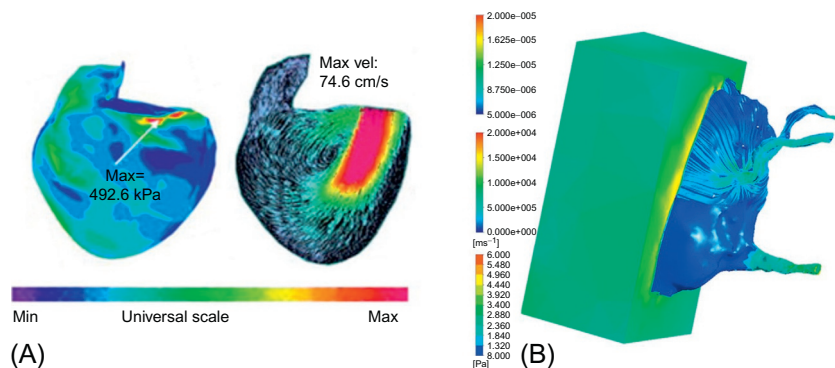 Max vel:
74.6 cm/s
Max=
492.6 kPa
Min
Universal scale
Max
(A)
2.000e−005
1.625e−005
1.250e−005
8.750e−006
5.000e−006
2.000e+004
1.500e+004
1.000e+004
5.000e+004
0.000e+000
[ms⁻¹]
6.000
5.480
4.960
4.440
3.920
3.400
2.880
2.360
1.840
1.320
8.000
[Pa]
(B)